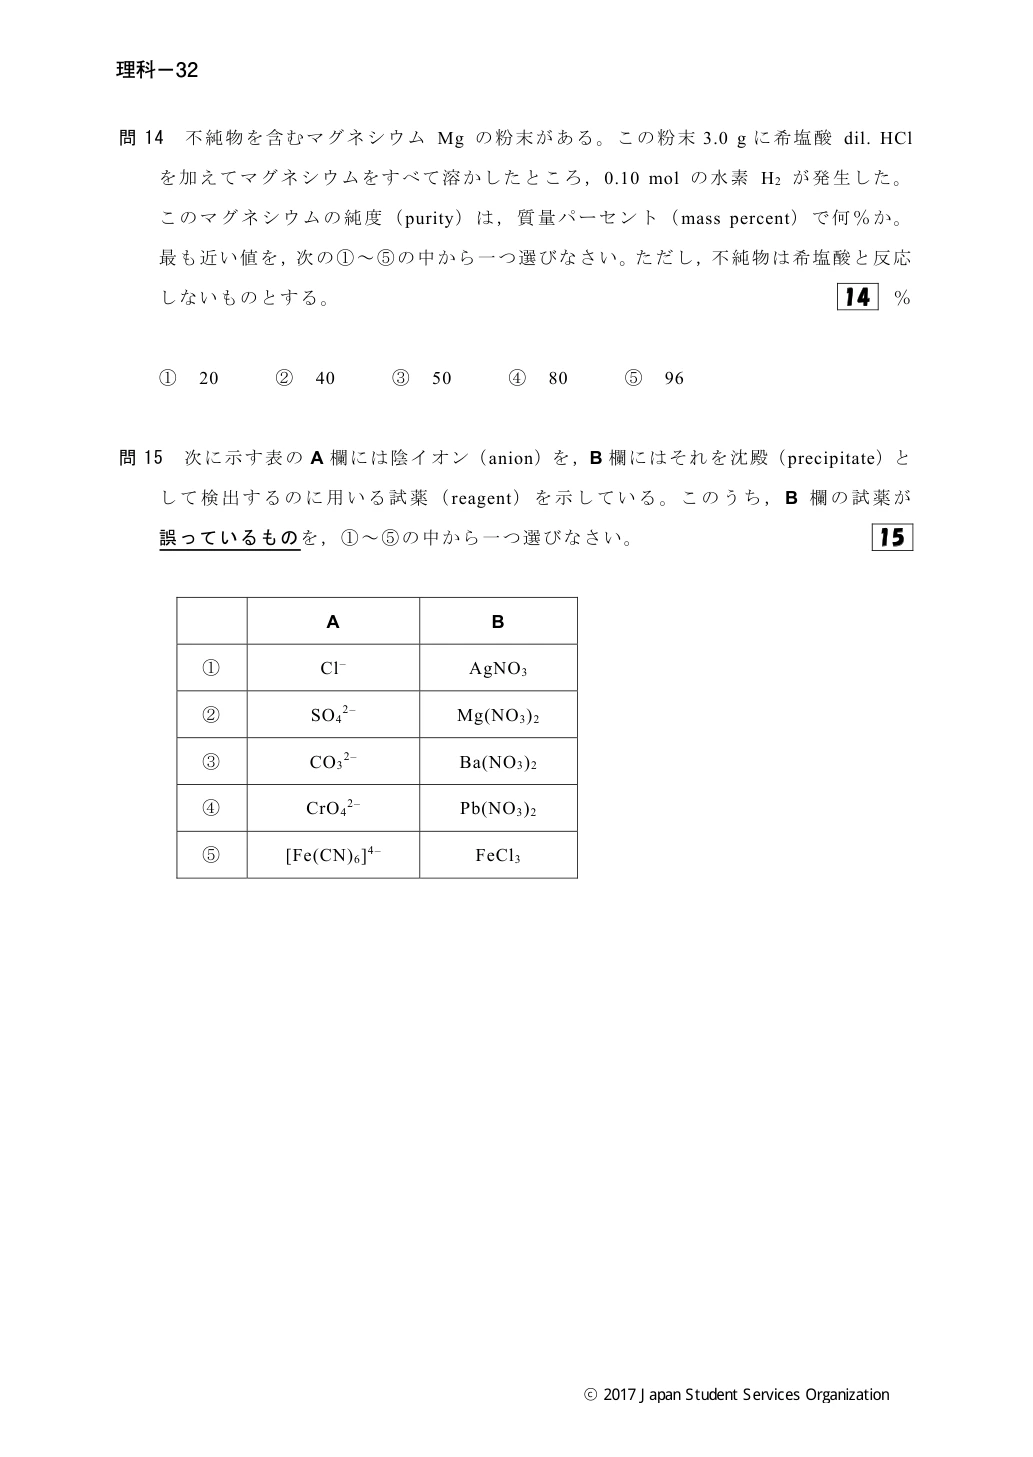 理科－32
問 14　不純物を含むマグネシウム Mg の粉末がある。この粉末 3.0 g に希塩酸 dil. HCl
を加えてマグネシウムをすべて溶かしたところ，0.10 mol の水素 H₂ が発生した。
このマグネシウムの純度（purity）は，質量パーセント（mass percent）で何％か。
最も近い値を，次の①～⑤の中から一つ選びなさい。ただし，不純物は希塩酸と反応
しないものとする。 14 ％
① 20 ② 40 ③ 50 ④ 80 ⑤ 96
問 15　次に示す表の A 欄には陰イオン（anion）を，B 欄にはそれを沈殿（precipitate）と
して検出するのに用いる試薬（reagent）を示している。このうち，B 欄の試薬が
誤っているものを，①～⑤の中から一つ選びなさい。 15
A B
① Cl⁻ AgNO₃
② SO₄²⁻ Mg(NO₃)₂
③ CO₃²⁻ Ba(NO₃)₂
④ CrO₄²⁻ Pb(NO₃)₂
⑤ [Fe(CN)₆]⁴⁻ FeCl₃
© 2017 Japan Student Services Organization